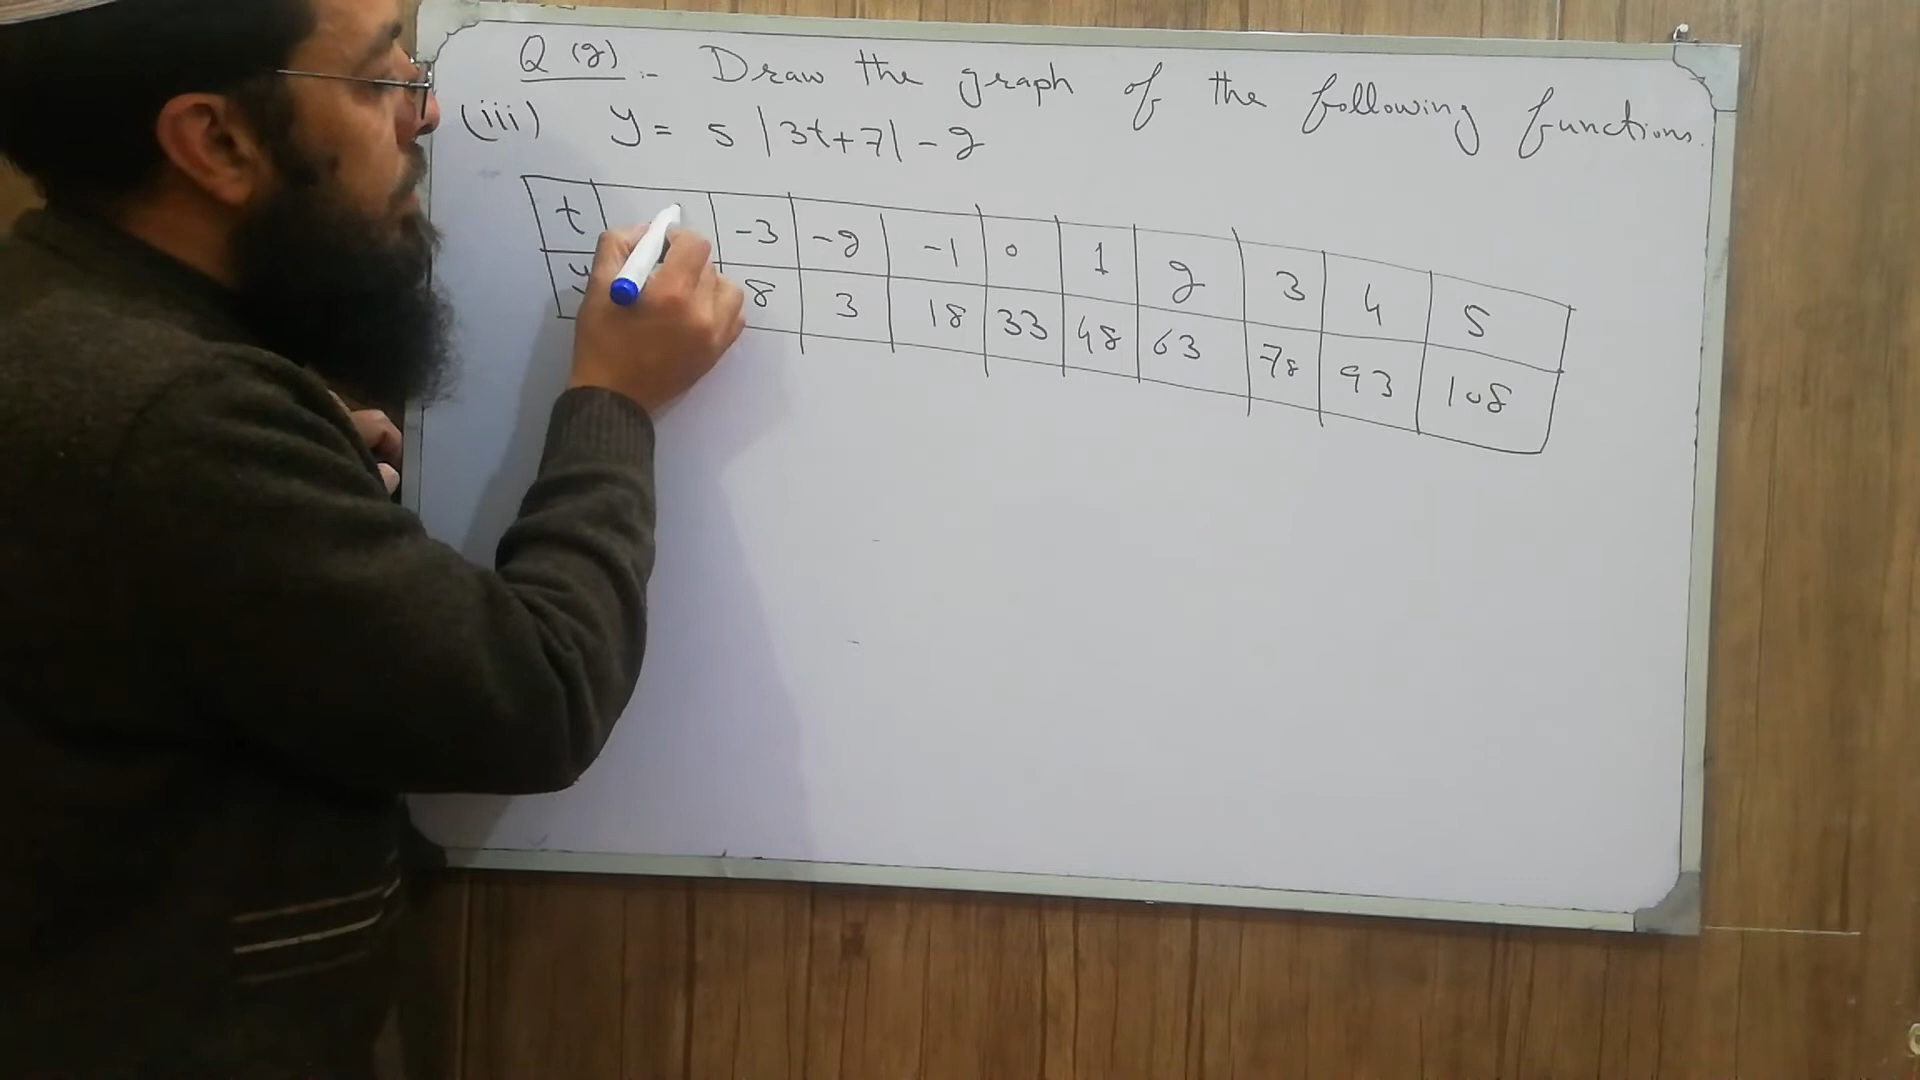 Q (2) :- Draw the graph of the following functions.
(iii) y = 5 |3t+7| - 2
t -3 -2 -1 0 1 2 3 4 5
y 8 3 18 33 48 63 78 93 108